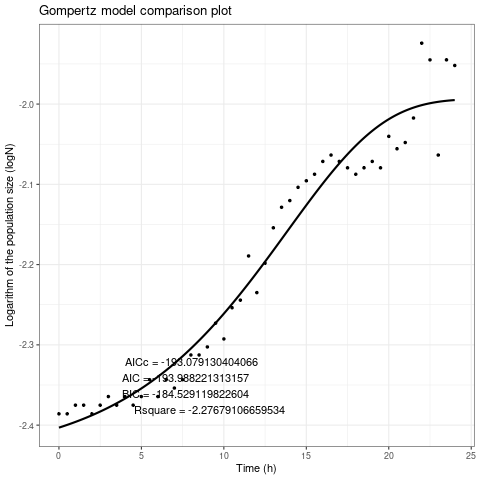 Gompertz model comparison plot
Logarithm of the population size (logN)
-2.0
-2.1
-2.2
-2.3
-2.4
AICc = -193.079130404066
AIC = -193.988221313157
BIC = -184.529119822604
Rsquare = -2.27679106659534
0
5
10
15
20
25
Time (h)